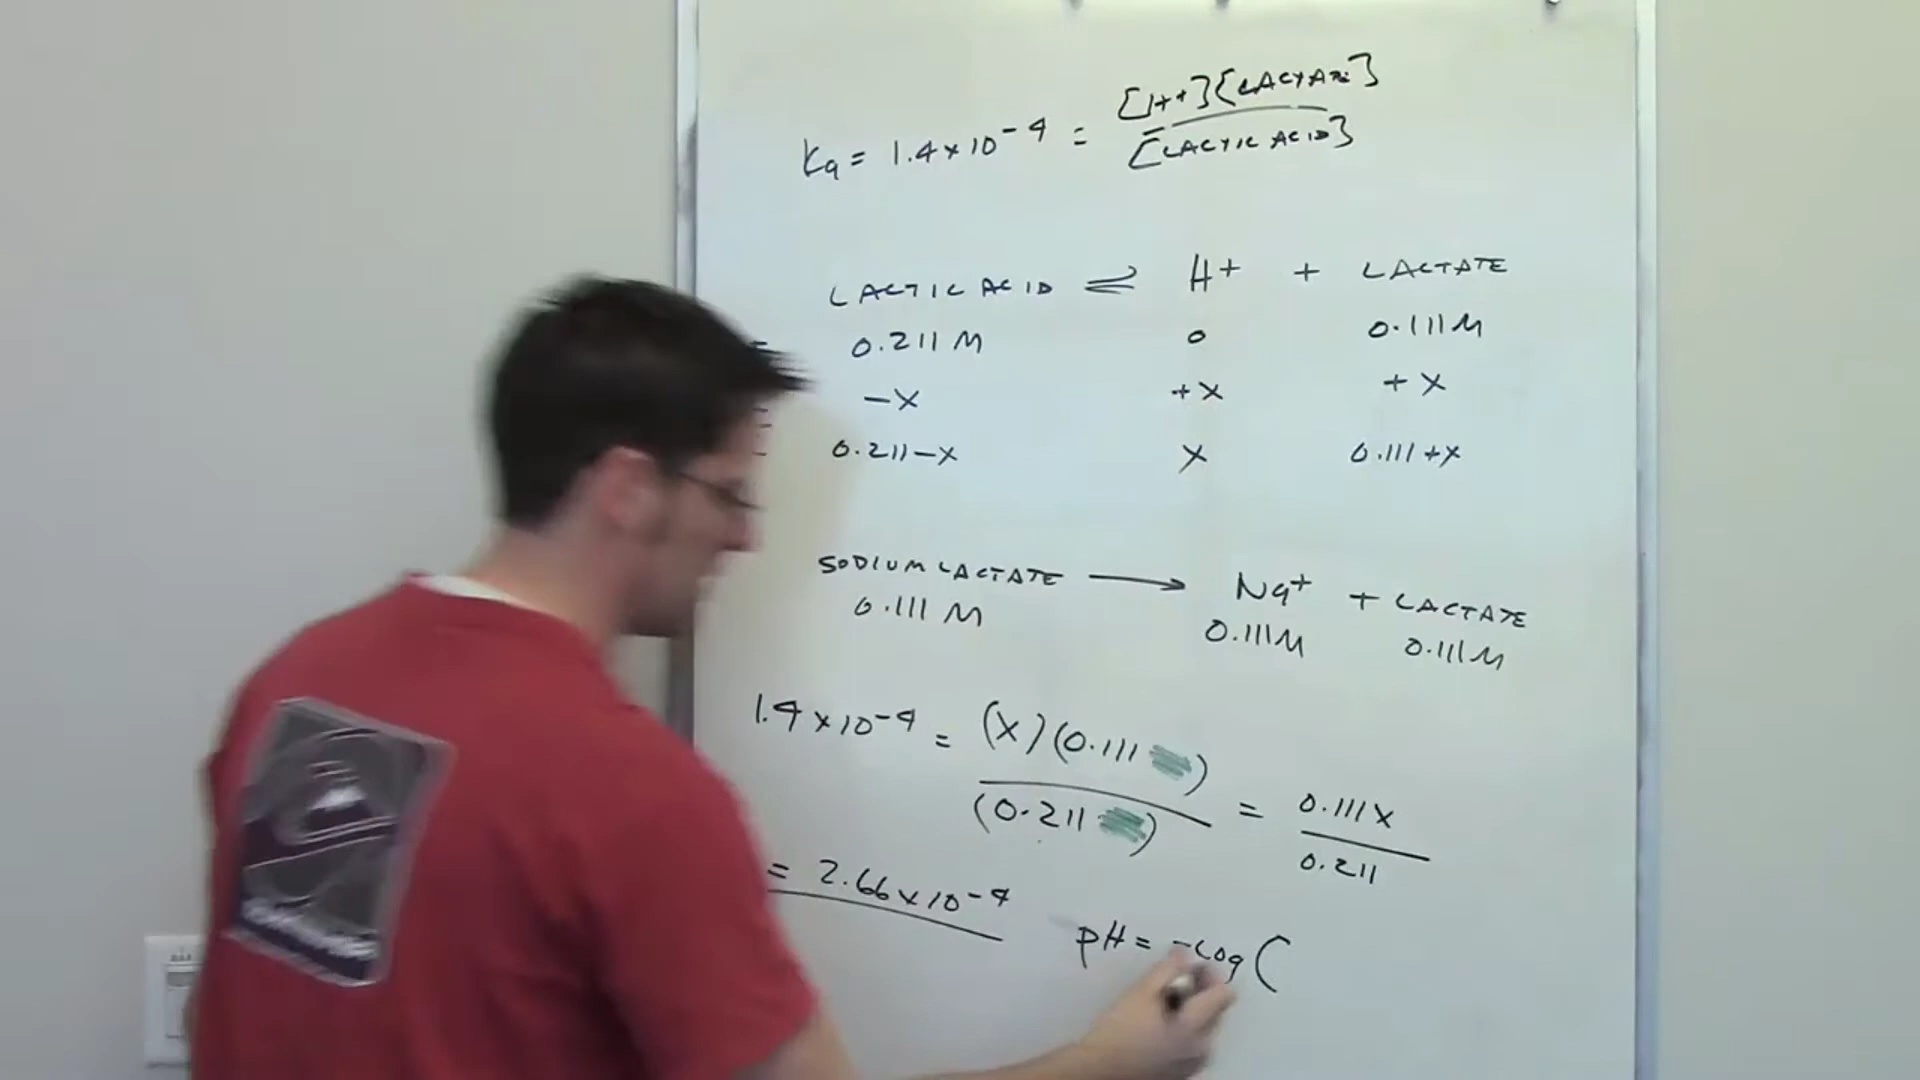 [H+][LACTATE]
Ka = 1.4 x 10^-4 = 
[LACTIC ACID]
LACTIC ACID ⇌ H+ + LACTATE
0.211 M 0 0.111 M
-X +X +X
0.211-X X 0.111+X
SODIUM LACTATE → Na+ + LACTATE
0.111 M 0.111 M 0.111 M
1.4 x 10^-4 = (X)(0.111 ) = 0.111X
(0.211 ) 0.211
= 2.66 x 10^-4 pH = -log (